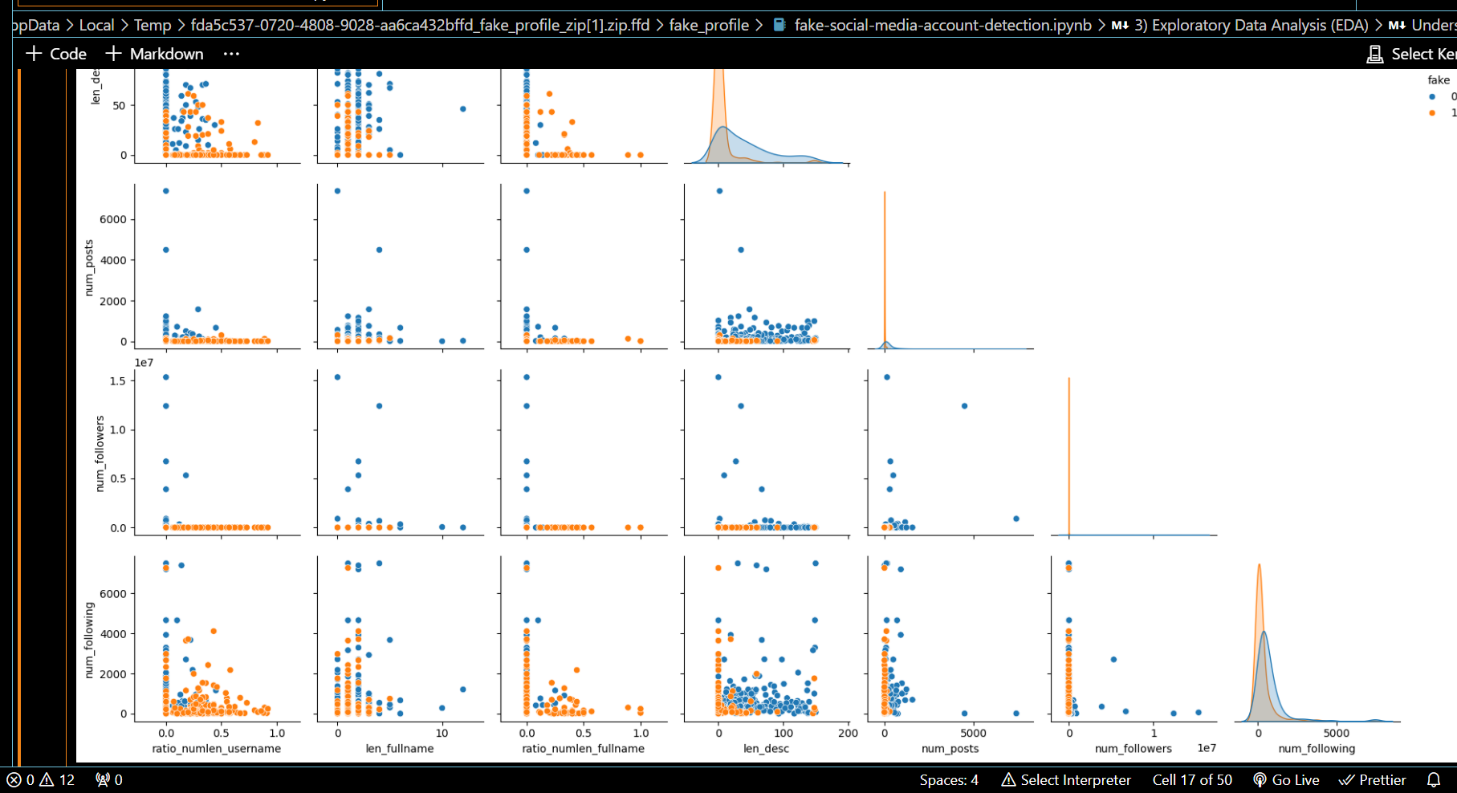 ppData > Local > Temp > fda5c537-0720-4808-9028-aa6ca432bffd_fake_profile_zip[1].zip.ffd > fake_profile > fake-social-media-account-detection.ipynb > M↓ 3) Exploratory Data Analysis (EDA) > M↓ Unders
+ Code + Markdown ... Select Ker
fake
0
1
len_des
50
0
0 100 200
num_posts
6000
4000
2000
0
1e7
num_followers
1.5
1.0
0.5
0.0
num_following
6000
4000
2000
0
0.0 0.5 1.0 0 10 0.0 0.5 1.0 0 100 200 0 5000 0 1 0 5000
ratio_numlen_username len_fullname ratio_numlen_fullname len_desc num_posts num_followers 1e7 num_following
0 12 0 Spaces: 4 Select Interpreter Cell 17 of 50 Go Live Prettier